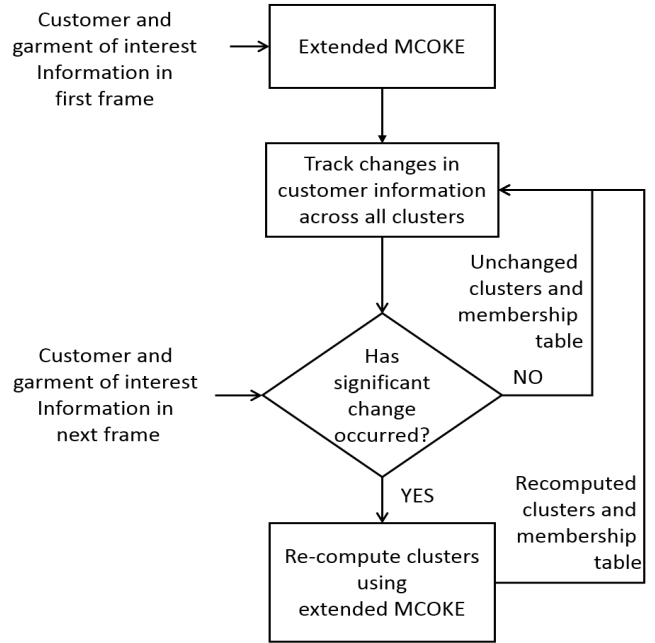 Customer and
garment of interest
Information in
first frame
Extended MCOKE
Track changes in
customer information
across all clusters
Unchanged
clusters and
membership
table
Customer and
garment of interest
Information in
next frame
Has
significant
change
occurred?
NO
YES
Recomputed
clusters and
membership
table
Re-compute clusters
using
extended MCOKE